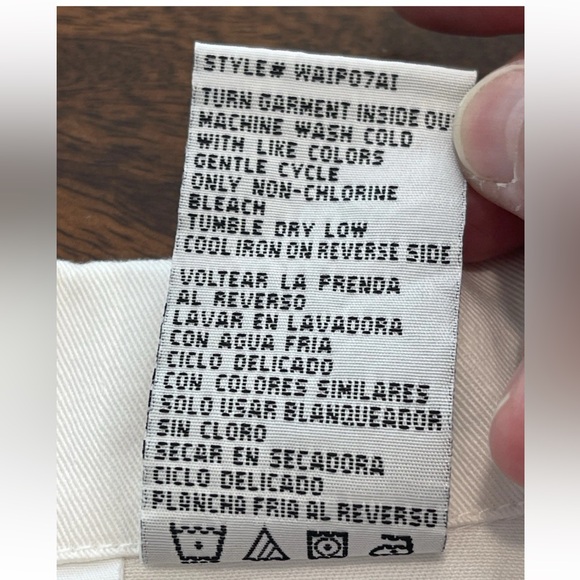 STYLE# WAIP07AI
TURN GARMENT INSIDE OUT
MACHINE WASH COLD
WITH LIKE COLORS
GENTLE CYCLE
ONLY NON-CHLORINE
BLEACH
TUMBLE DRY LOW
COOL IRON ON REVERSE SIDE
VOLTEAR LA PRENDA
AL REVERSO
LAVAR EN LAVADORA
CON AGUA FRIA
CICLO DELICADO
CON COLORES SIMILARES
SOLO USAR BLANQUEADOR
SIN CLORO
SECAR EN SECADORA
CICLO DELICADO
PLANCHA FRIA AL REVERSO